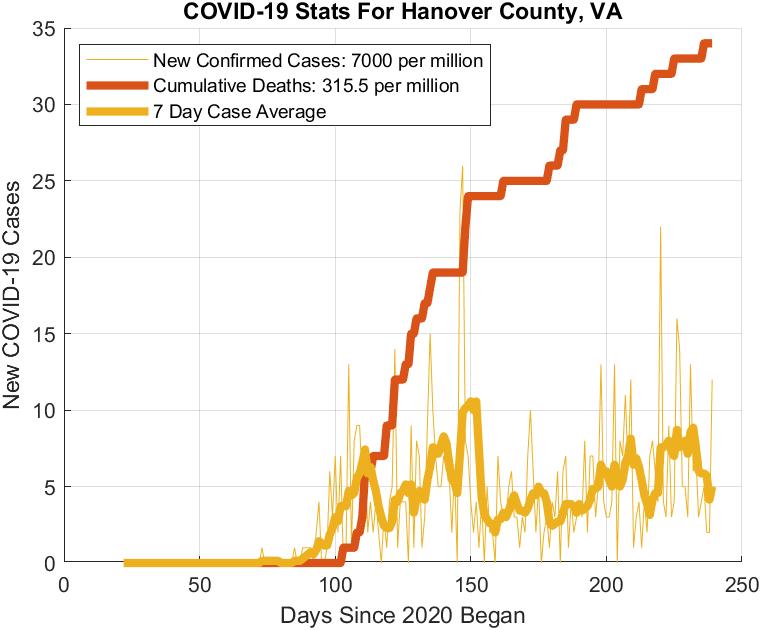 COVID-19 Stats For Hanover County, VA
New Confirmed Cases: 7000 per million
Cumulative Deaths: 315.5 per million
7 Day Case Average
New COVID-19 Cases
35
30
25
20
15
10
5
0
0 50 100 150 200 250
Days Since 2020 Began